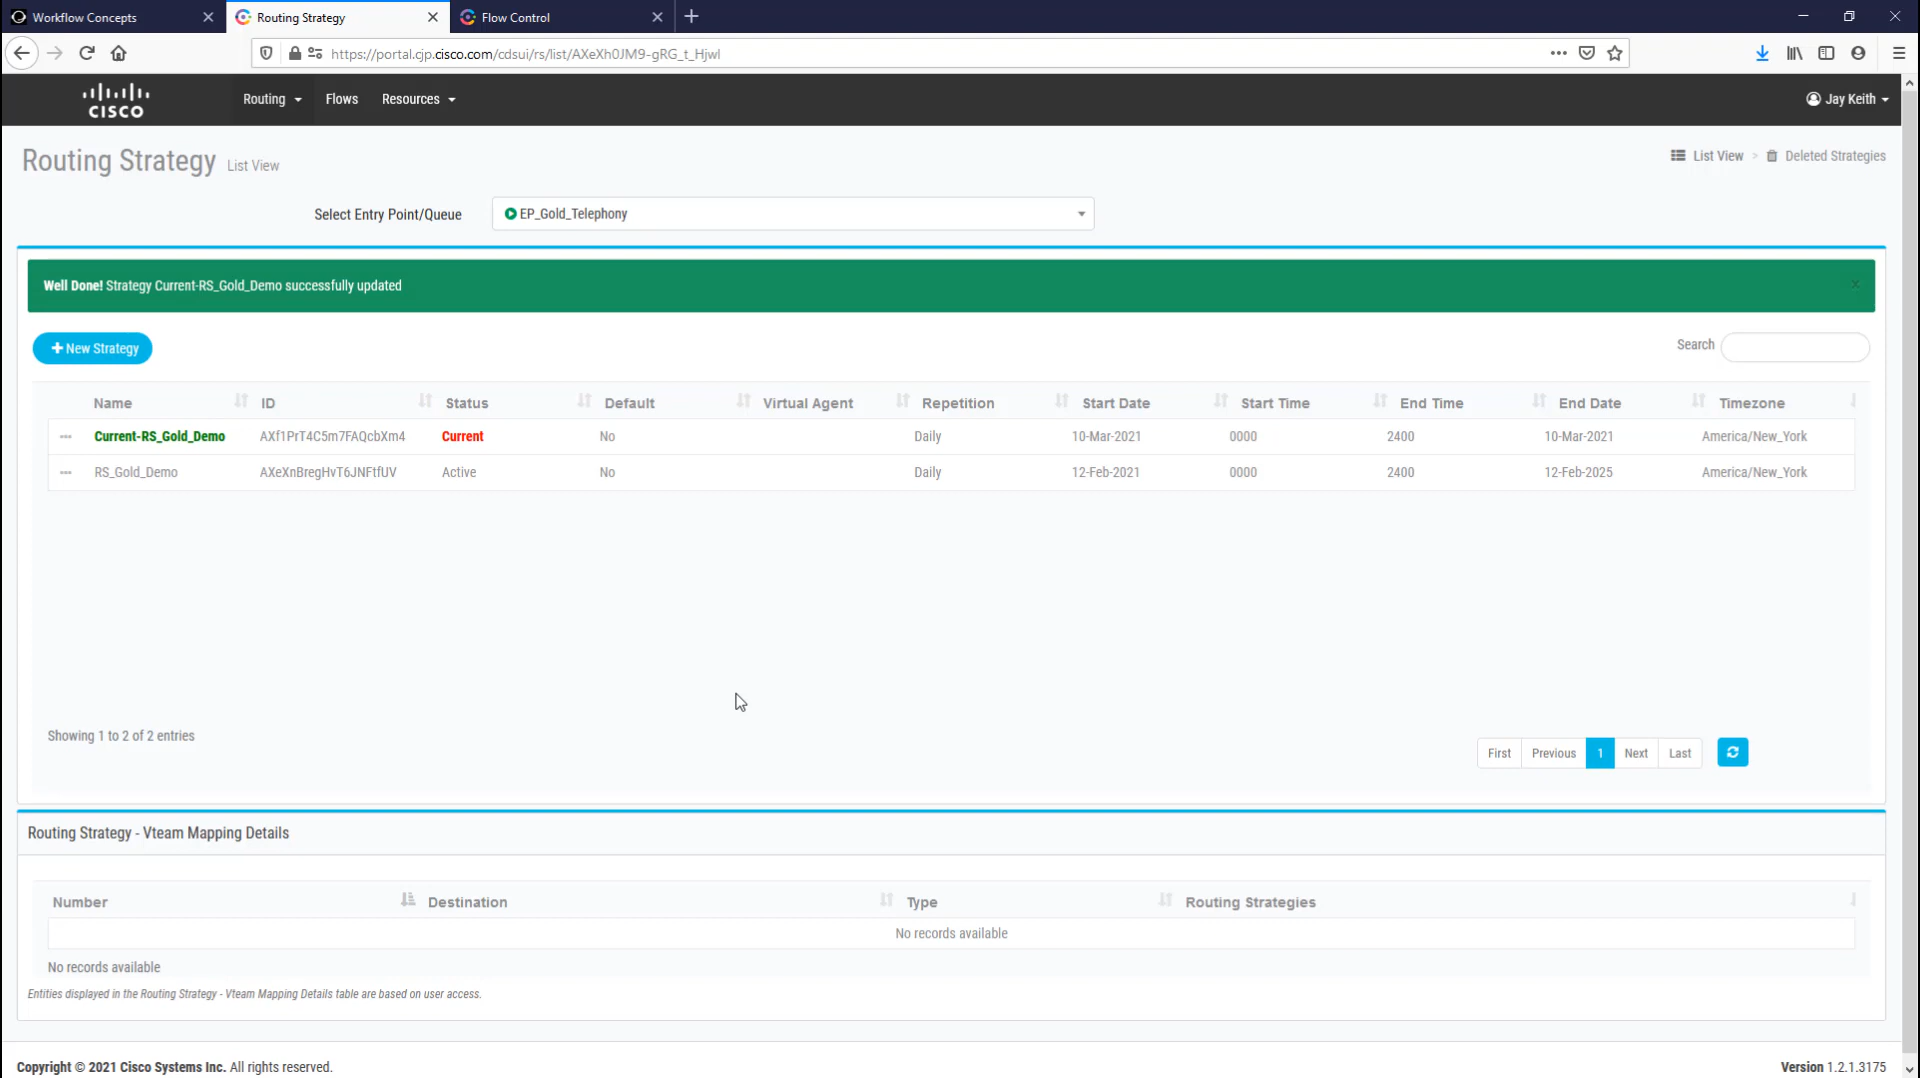 Workflow Concepts
Routing Strategy
Flow Control
https://portal.cjp.cisco.com/cdsui/rs/list/AXeXh0JM9-gRG_t_Hjwl
CISCO
Routing
Flows
Resources
Jay Keith
Routing Strategy List View
List View > Deleted Strategies
Select Entry Point/Queue
EP_Gold_Telephony
Well Done! Strategy Current-RS_Gold_Demo successfully updated
x
+ New Strategy
Search
Name ID Status Default Virtual Agent Repetition Start Date Start Time End Time End Date Timezone
Current-RS_Gold_Demo AXf1PrT4C5m7FAQcbXm4 Current No Daily 10-Mar-2021 0000 2400 10-Mar-2021 America/New_York
RS_Gold_Demo AXeXnBregHvT6JNFtfUV Active No Daily 12-Feb-2021 0000 2400 12-Feb-2025 America/New_York
Showing 1 to 2 of 2 entries
First Previous 1 Next Last
Routing Strategy - Vteam Mapping Details
Number Destination Type Routing Strategies
No records available
No records available
Entities displayed in the Routing Strategy - Vteam Mapping Details table are based on user access.
Copyright © 2021 Cisco Systems Inc. All rights reserved.
Version 1.2.1.3175